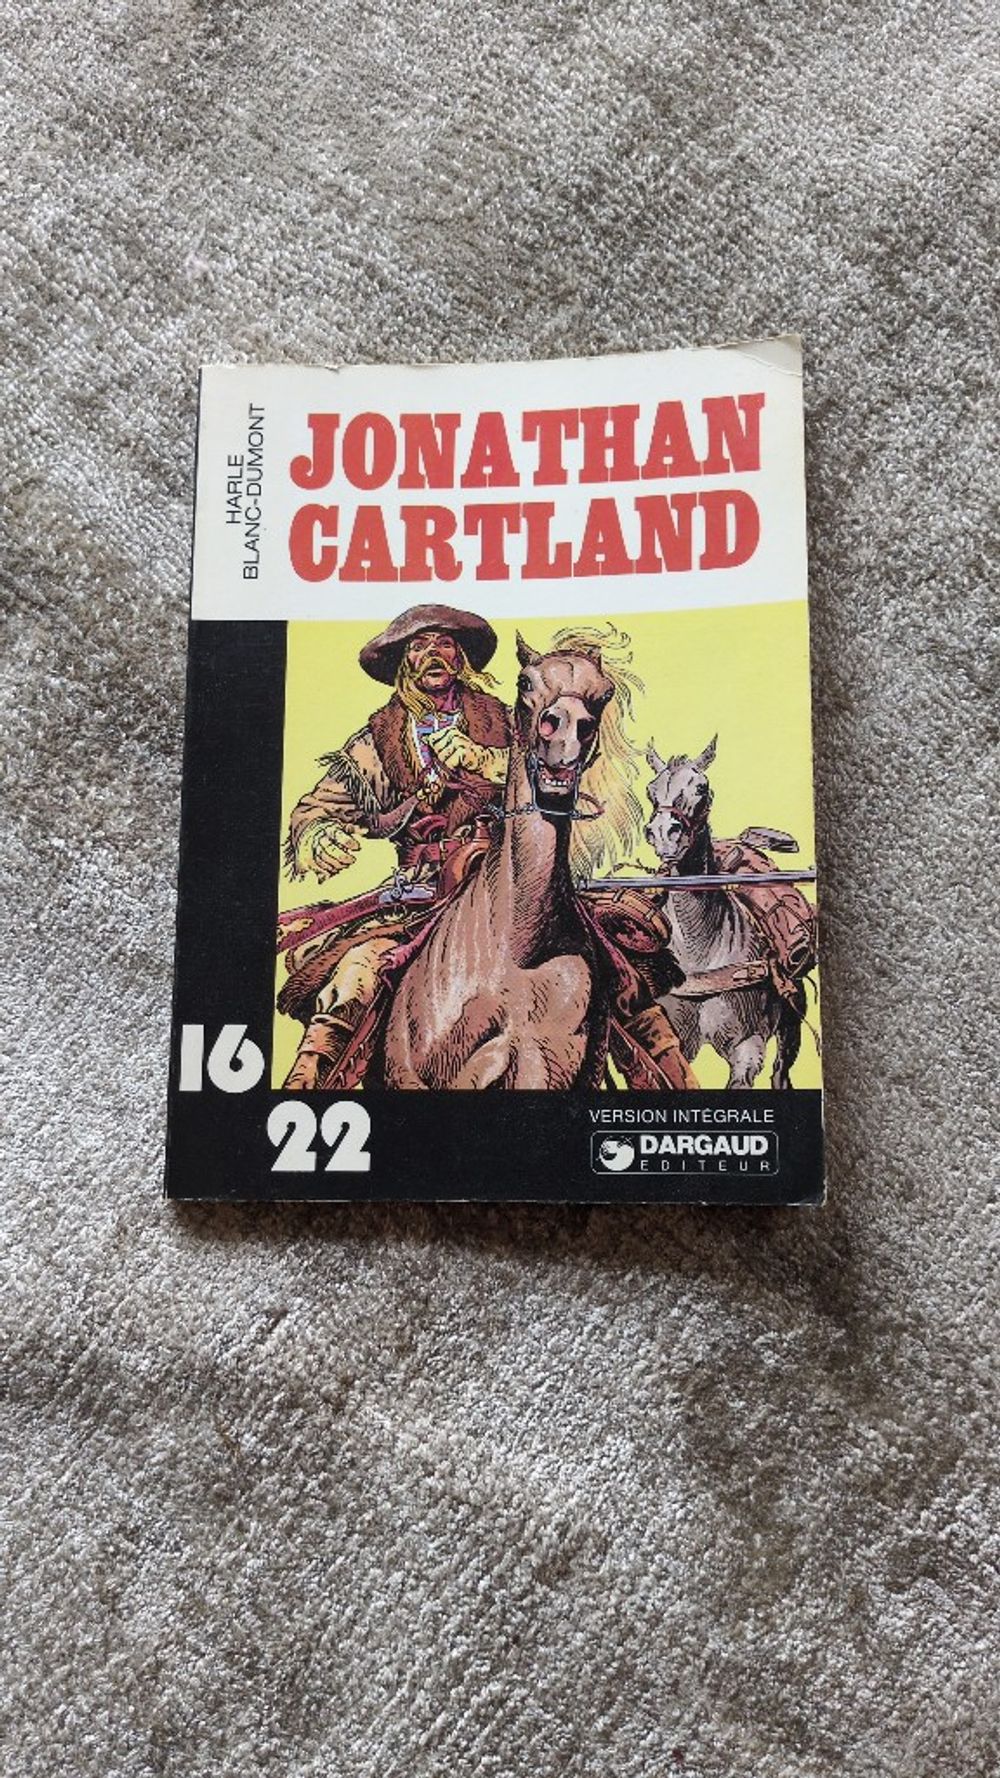 HARLE
BLANC-DUMONT
JONATHAN
CARTLAND
16
22
VERSION INTÉGRALE
DARGAUD
EDITEUR